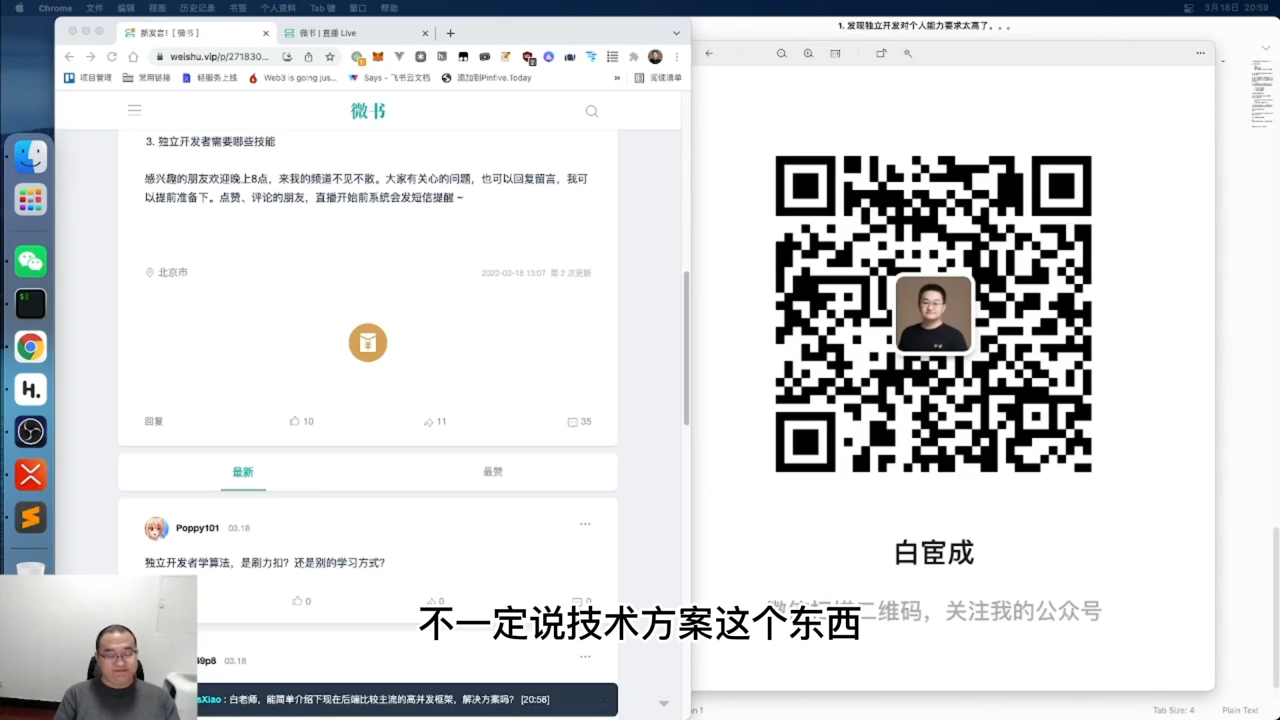 Chrome 文件 编辑 视图 历史记录 书签 个人资料 Tab 键 窗口 帮助
3月18日 20:59
新发言! [ 微书 ]
微书 | 直播 Live
1. 发现独立开发对个人能力要求太高了。。。
weishu.vip/p/271830...
项目管理 常用链接 轻服务上线 Web3 is going jus... Says - 飞书云文档 添加到Pinfive.Today » 阅读清单
微书
3. 独立开发者需要哪些技能
感兴趣的朋友欢迎晚上8点，来我的频道不见不散。大家有关心的问题，也可以回复留言，我可
以提前准备下。点赞、评论的朋友，直播开始前系统会发短信提醒 ~
北京市
2022-03-18 13:07 第 2 次更新
回复 10 11 35
最新 最赞
Poppy101 03.18
独立开发者学算法，是刷力扣？还是别的学习方式？
0 0 0
白宦成
二维码，关注我的公众号
不一定说技术方案这个东西
49p8 03.18
sXiao : 白老师，能简单介绍下现在后端比较主流的高并发框架，解决方案吗？ [20:58]
Tab Size: 4 Plain Text